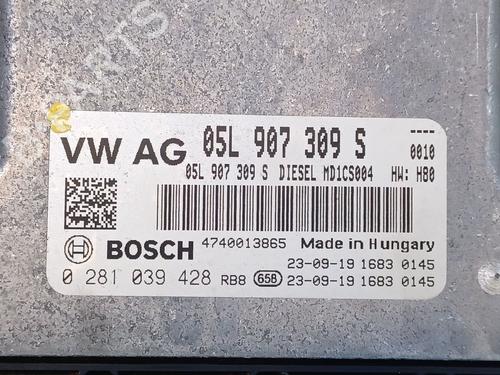 VW AG 05L 907 309 S ----
0010
05L 907 309 S DIESEL MD1CS004 HW: H80
BOSCH 4740013865 Made in Hungary
23-09-19 1683 0145
0 281 039 428 RB8 658 23-09-19 1683 0145